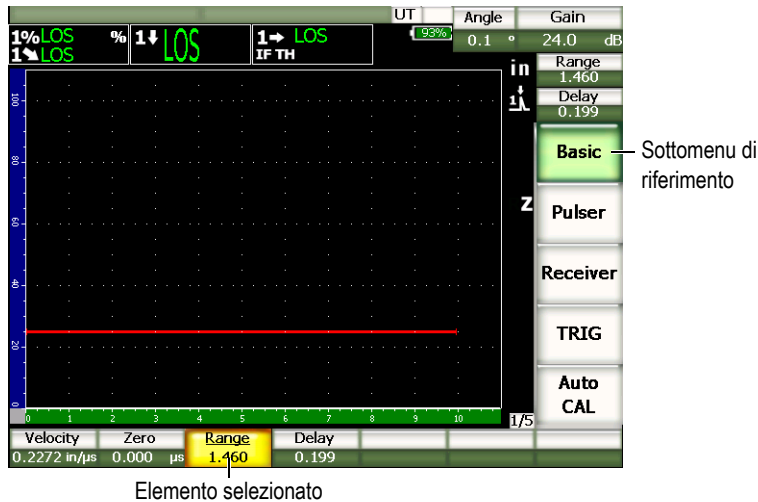 UT Angle Gain
1%LOS % 1 LOS 1 LOS 93% 0.1 ° 24.0 dB
1 LOS IF TH
in Range
1.460
1 Delay
0.199
100
Basic Sottomenu di
riferimento
80
Z Pulser
60
Receiver
40
TRIG
20
Auto
CAL
0
0 1 2 3 4 5 6 7 8 9 10 1/5
Velocity Zero Range Delay
0.2272 in/µs 0.000 µs 1.460 0.199
Elemento selezionato